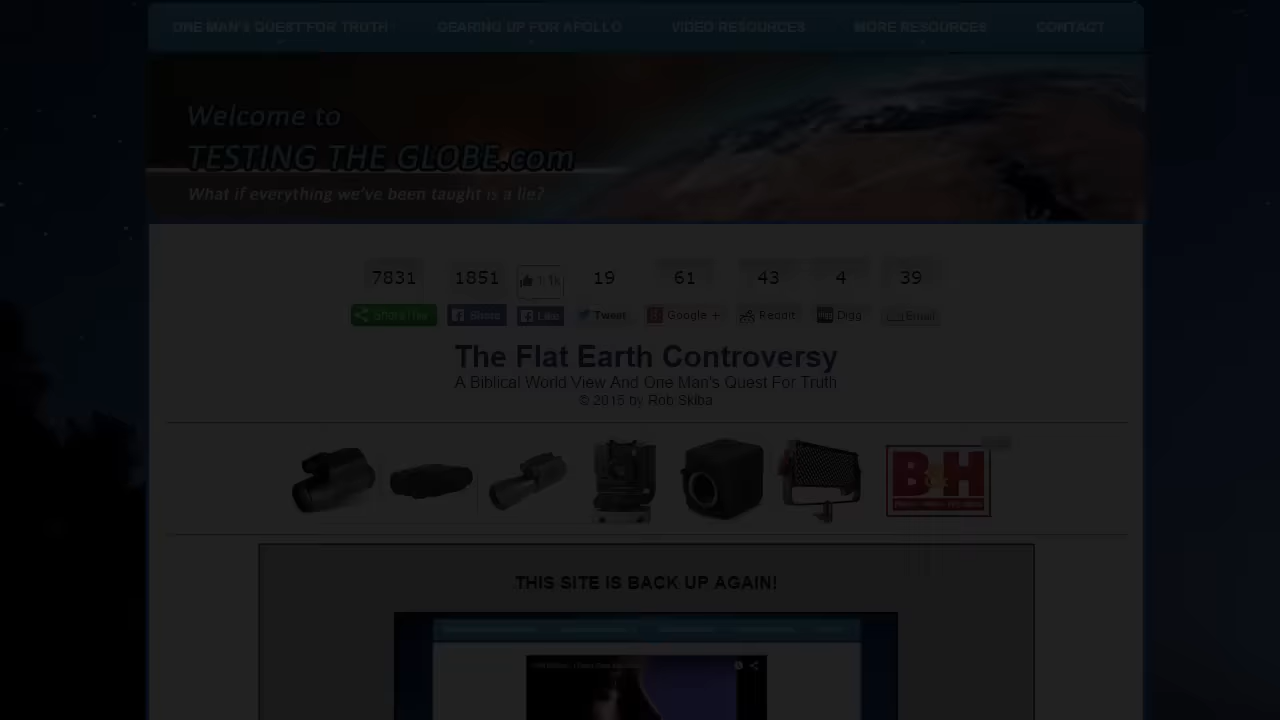 ONE MAN'S QUEST FOR TRUTH GEARING UP FOR APOLLO VIDEO RESOURCES MORE RESOURCES CONTACT
Welcome to
TESTING THE GLOBE.com
What if everything we've been taught is a lie?
7831 1851 1.1k 19 61 43 4 39
ShareThis Share Like Tweet Google + Reddit Digg Email
The Flat Earth Controversy
A Biblical World View And One Man's Quest For Truth
© 2015 by Rob Skiba
B&H
THIS SITE IS BACK UP AGAIN!